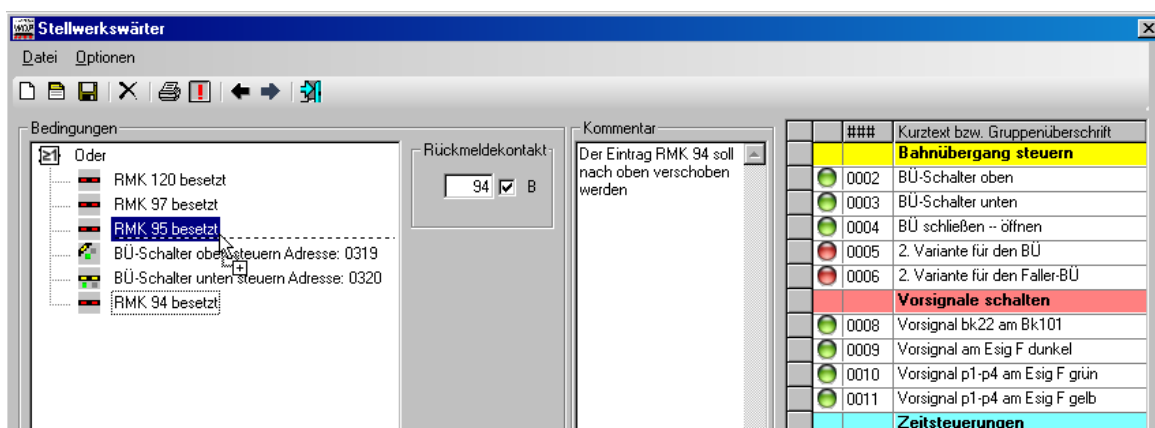 WDP Stellwerkswärter
Datei Optionen
Bedingungen
≥1 Oder
RMK 120 besetzt
RMK 97 besetzt
RMK 95 besetzt
BÜ-Schalter oben steuern Adresse: 0319
BÜ-Schalter unten steuern Adresse: 0320
RMK 94 besetzt
Rückmeldekontakt
94 B
Kommentar
Der Eintrag RMK 94 soll
nach oben verschoben
werden
### Kurztext bzw. Gruppenüberschrift
Bahnübergang steuern
0002 BÜ-Schalter oben
0003 BÜ-Schalter unten
0004 BÜ schließen -- öffnen
0005 2. Variante für den BÜ
0006 2. Variante für den Faller-BÜ
Vorsignale schalten
0008 Vorsignal bk22 am Bk101
0009 Vorsignal am Esig F dunkel
0010 Vorsignal p1-p4 am Esig F grün
0011 Vorsignal p1-p4 am Esig F gelb
Zeitsteuerungen